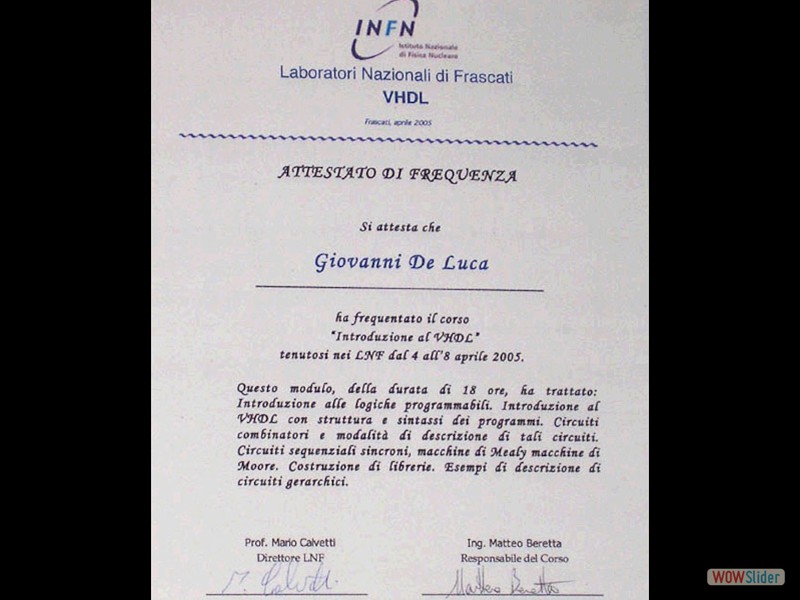 INFN
Istituto Nazionale
di Fisica Nucleare
Laboratori Nazionali di Frascati
VHDL
Frascati, aprile 2005
ATTESTATO DI FREQUENZA
Si attesta che
Giovanni De Luca
ha frequentato il corso
"Introduzione al VHDL"
tenutosi nei LNF dal 4 all'8 aprile 2005.
Questo modulo, della durata di 18 ore, ha trattato:
Introduzione alle logiche programmabili. Introduzione al
VHDL con struttura e sintassi dei programmi. Circuiti
combinatori e modalità di descrizione di tali circuiti.
Circuiti sequenziali sincroni, macchine di Mealy macchine di
Moore. Costruzione di librerie. Esempi di descrizione di
circuiti gerarchici.
Prof. Mario Calvetti
Direttore LNF
M. Calvetti
Ing. Matteo Beretta
Responsabile del Corso
Matteo Beretta
WOWSlider